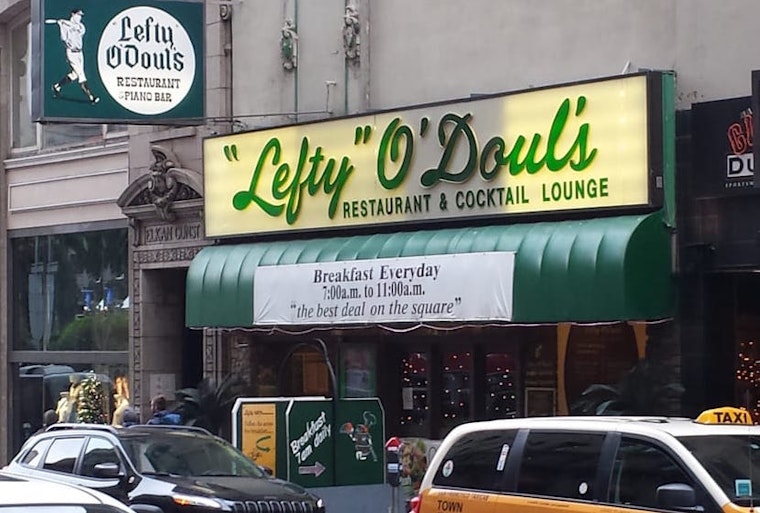 Lefty
O'Doul's
RESTAURANT
PIANO BAR
"Lefty" O'Doul's
RESTAURANT & COCKTAIL LOUNGE
ELKAN GUNST
Breakfast Everyday
7:00a.m. to 11:00a.m.
"the best deal on the square"
Breakfast
7am daily
TAXI
TOWN